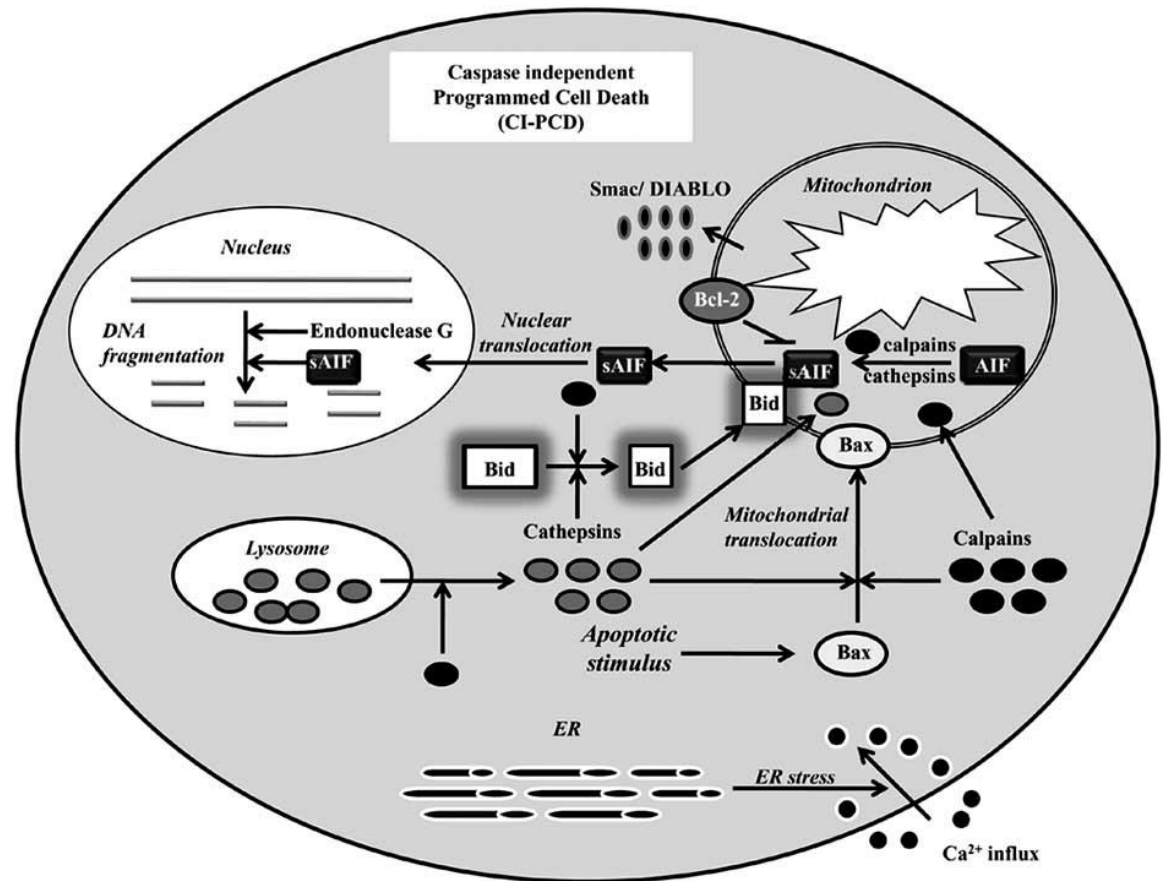 Caspase independent
Programmed Cell Death
(CI-PCD)
Smac/ DIABLO
Mitochondrion
Nucleus
Bcl-2
DNA
fragmentation
Endonuclease G
sAIF
Nuclear
translocation
sAIF
sAIF
calpains
cathepsins
AIF
Bid
Bax
Bid
Bid
Cathepsins
Mitochondrial
translocation
Calpains
Lysosome
Apoptotic
stimulus
Bax
ER
ER stress
Ca²⁺ influx